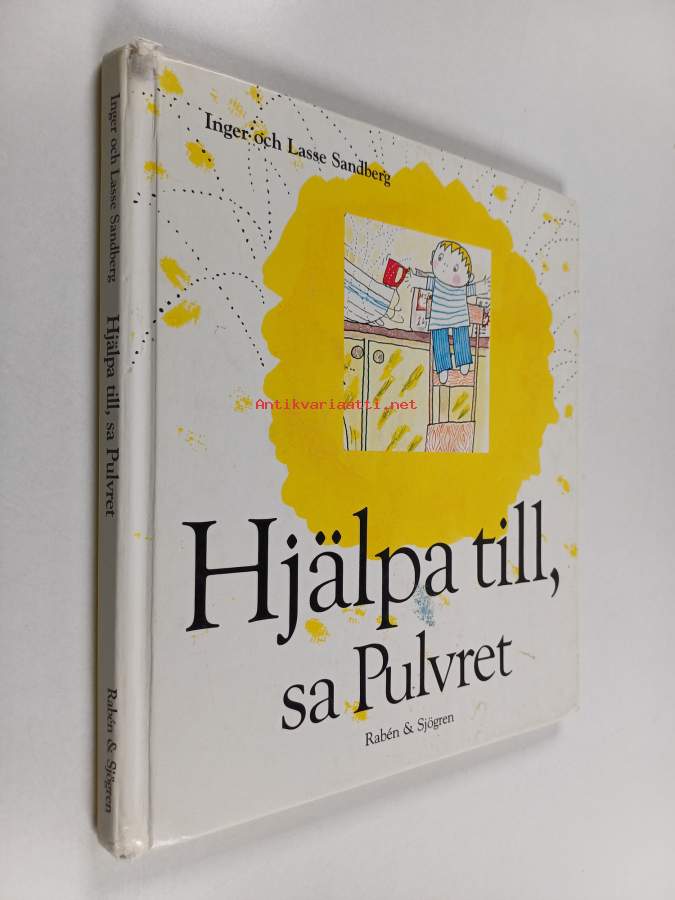 Inger och Lasse Sandberg
Hjälpa till, sa Pulvret
Rabén & Sjögren
Inger och Lasse Sandberg
Antikvariaatti.net
Hjälpa till,
sa Pulvret
Rabén & Sjögren